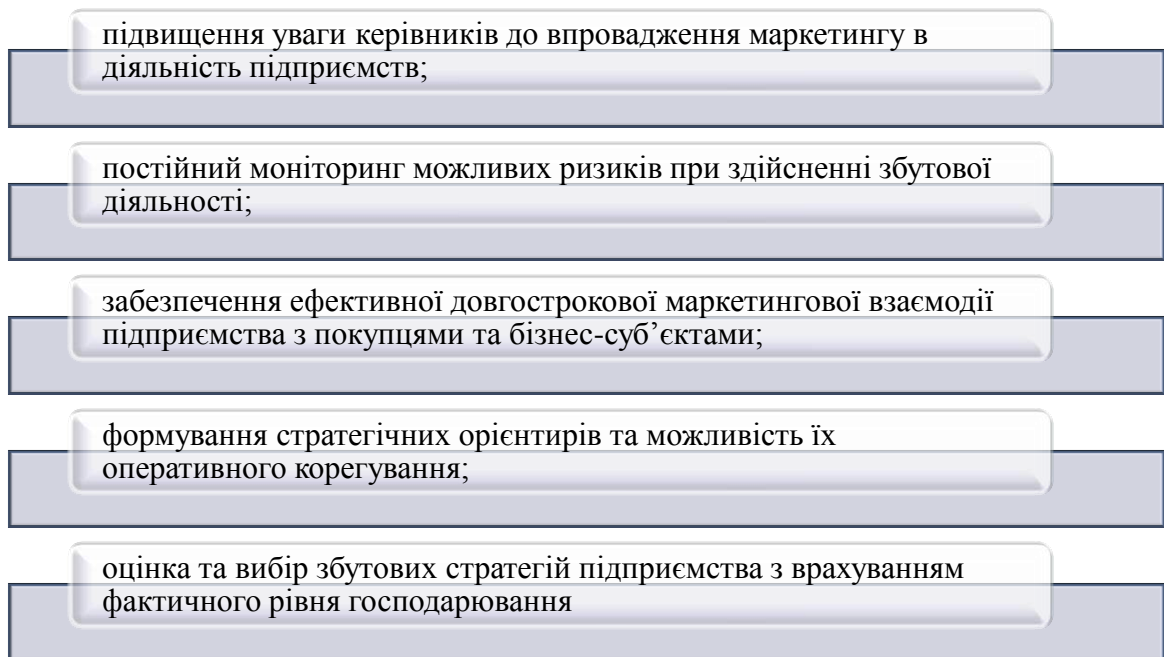 підвищення уваги керівників до впровадження маркетингу в
діяльність підприємств;
постійний моніторинг можливих ризиків при здійсненні збутової
діяльності;
забезпечення ефективної довгострокової маркетингової взаємодії
підприємства з покупцями та бізнес-суб’єктами;
формування стратегічних орієнтирів та можливість їх
оперативного корегування;
оцінка та вибір збутових стратегій підприємства з врахуванням
фактичного рівня господарювання